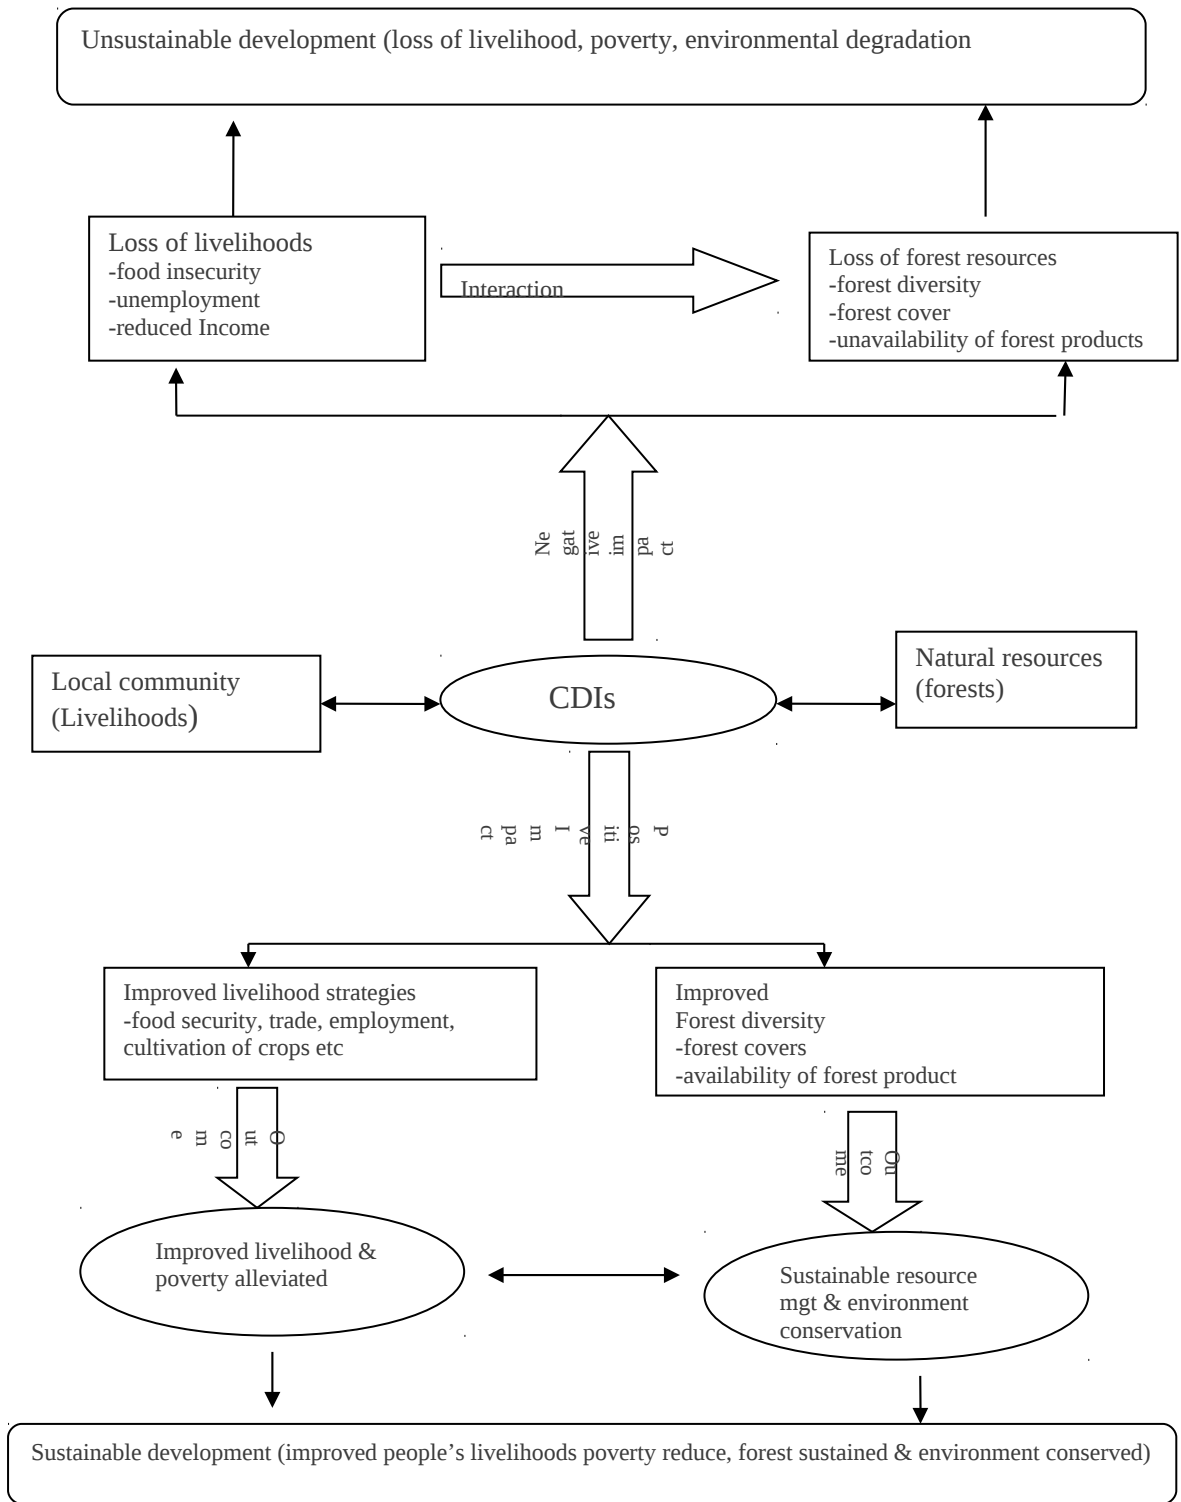 Unsustainable development (loss of livelihood, poverty, environmental degradation
Loss of livelihoods
-food insecurity
-unemployment
-reduced Income
Interaction
Loss of forest resources
-forest diversity
-forest cover
-unavailability of forest products
Ne
gat
ive
im
pa
ct
Local community
(Livelihoods)
CDIs
Natural resources
(forests)
P
os
iti
ve
I
m
pa
ct
Improved livelihood strategies
-food security, trade, employment,
cultivation of crops etc
Improved
Forest diversity
-forest covers
-availability of forest product
O
ut
co
m
e
Ou
tco
me
Improved livelihood &
poverty alleviated
Sustainable resource
mgt & environment
conservation
Sustainable development (improved people’s livelihoods poverty reduce, forest sustained & environment conserved)